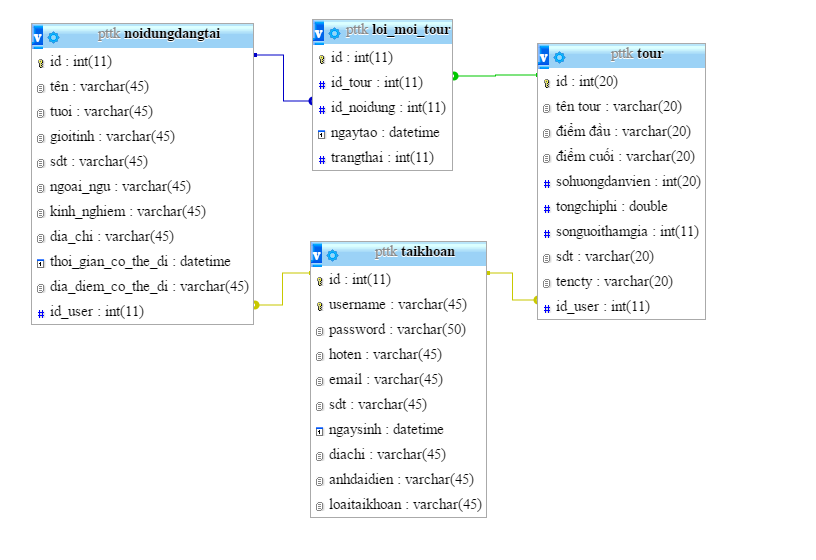 pttk noidungdangtai
id : int(11)
tên : varchar(45)
tuoi : varchar(45)
gioitinh : varchar(45)
sdt : varchar(45)
ngoai_ngu : varchar(45)
kinh_nghiem : varchar(45)
dia_chi : varchar(45)
thoi_gian_co_the_di : datetime
dia_diem_co_the_di : varchar(45)
id_user : int(11)
pttk loi_moi_tour
id : int(11)
id_tour : int(11)
id_noidung : int(11)
ngaytao : datetime
trangthai : int(11)
pttk tour
id : int(20)
tên tour : varchar(20)
điểm đầu : varchar(20)
điểm cuối : varchar(20)
sohuongdanvien : int(20)
tongchiphi : double
songuoithamgia : int(11)
sdt : varchar(20)
tencty : varchar(20)
id_user : int(11)
pttk taikhoan
id : int(11)
username : varchar(45)
password : varchar(50)
hoten : varchar(45)
email : varchar(45)
sdt : varchar(45)
ngaysinh : datetime
diachi : varchar(45)
anhdaidien : varchar(45)
loaitaikhoan : varchar(45)